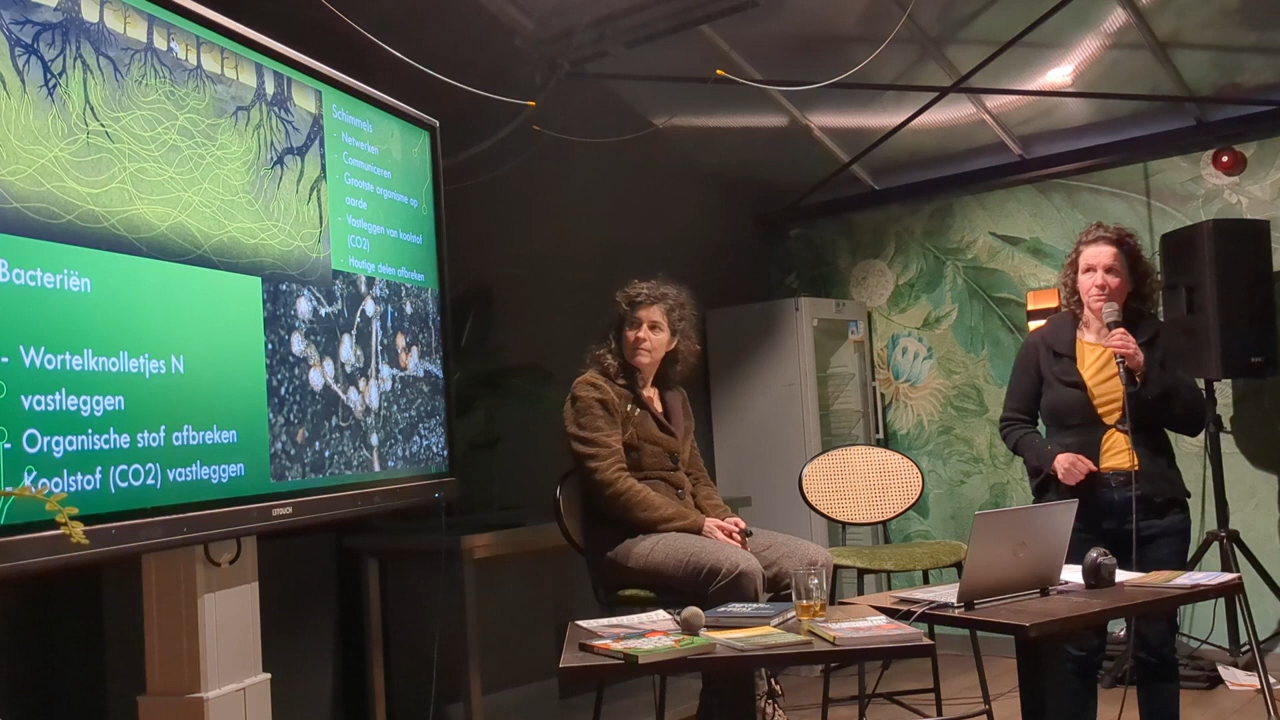 Schimmels
- Netwerken
- Communiceren
- Grootste organisme op
aarde
- Vastleggen van koolstof
(CO2)
- Houtige delen afbreken
Bacteriën
- Wortelknolletjes N
vastleggen
- Organische stof afbreken
- Koolstof (CO2) vastleggen